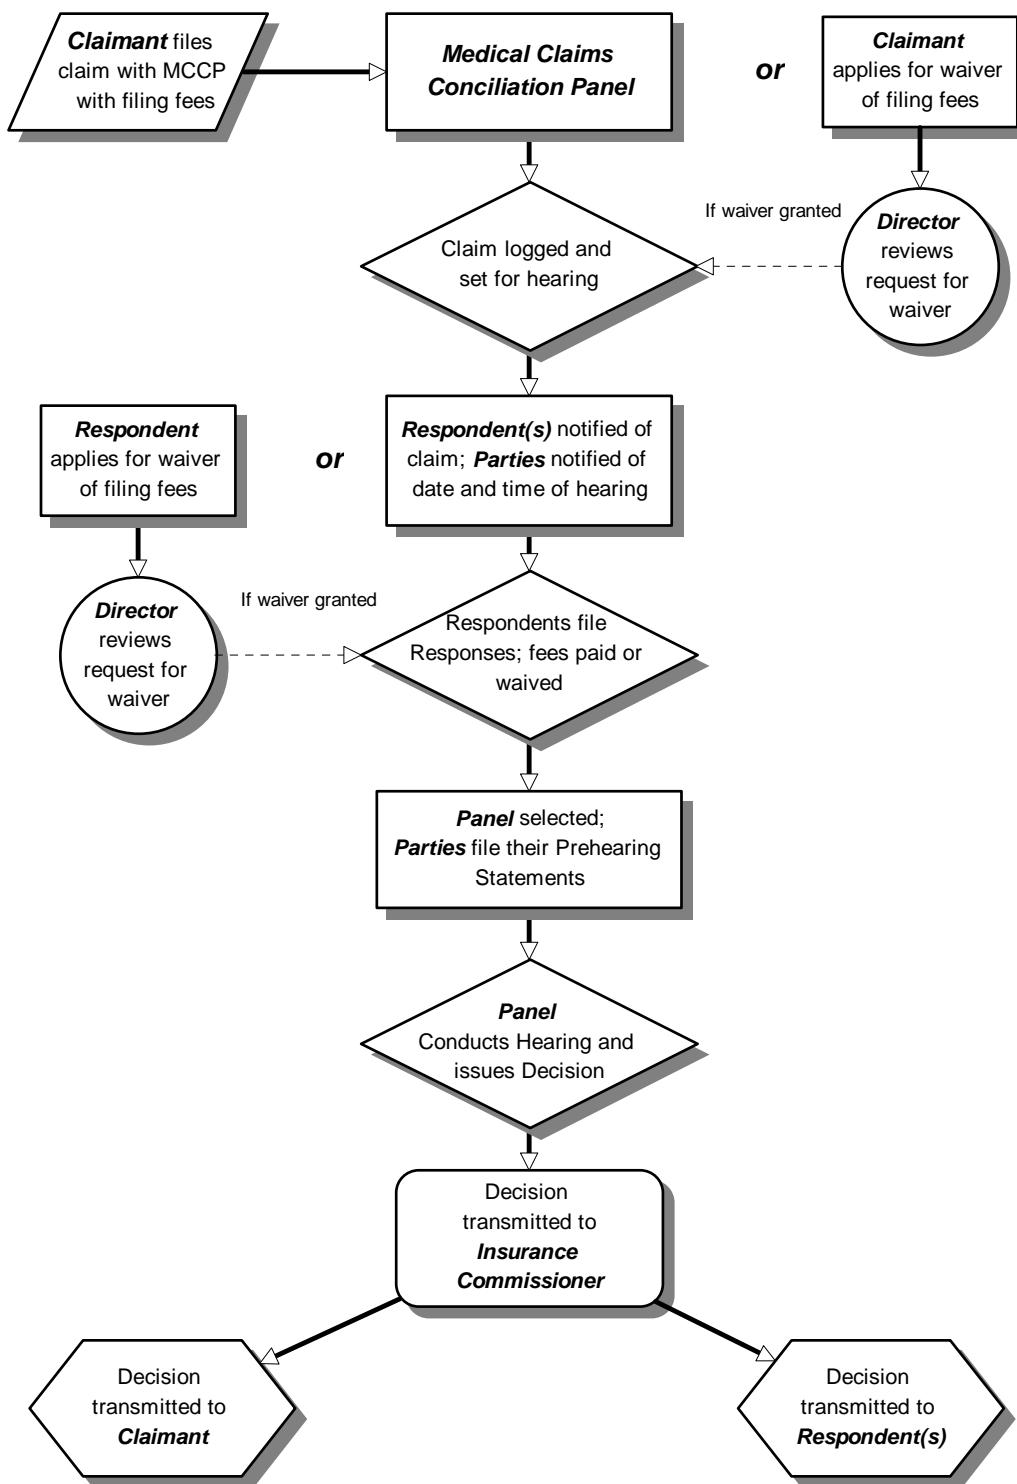 Claimant files
claim with MCCP
with filing fees
Medical Claims
Conciliation Panel
or
Claimant
applies for waiver
of filing fees
If waiver granted
Director
reviews
request for
waiver
Claim logged and
set for hearing
Respondent
applies for waiver
of filing fees
or
Respondent(s) notified of
claim; Parties notified of
date and time of hearing
Director
reviews
request for
waiver
If waiver granted
Respondents file
Responses; fees paid or
waived
Panel selected;
Parties file their Prehearing
Statements
Panel
Conducts Hearing and
issues Decision
Decision
transmitted to
Insurance
Commissioner
Decision
transmitted to
Claimant
Decision
transmitted to
Respondent(s)